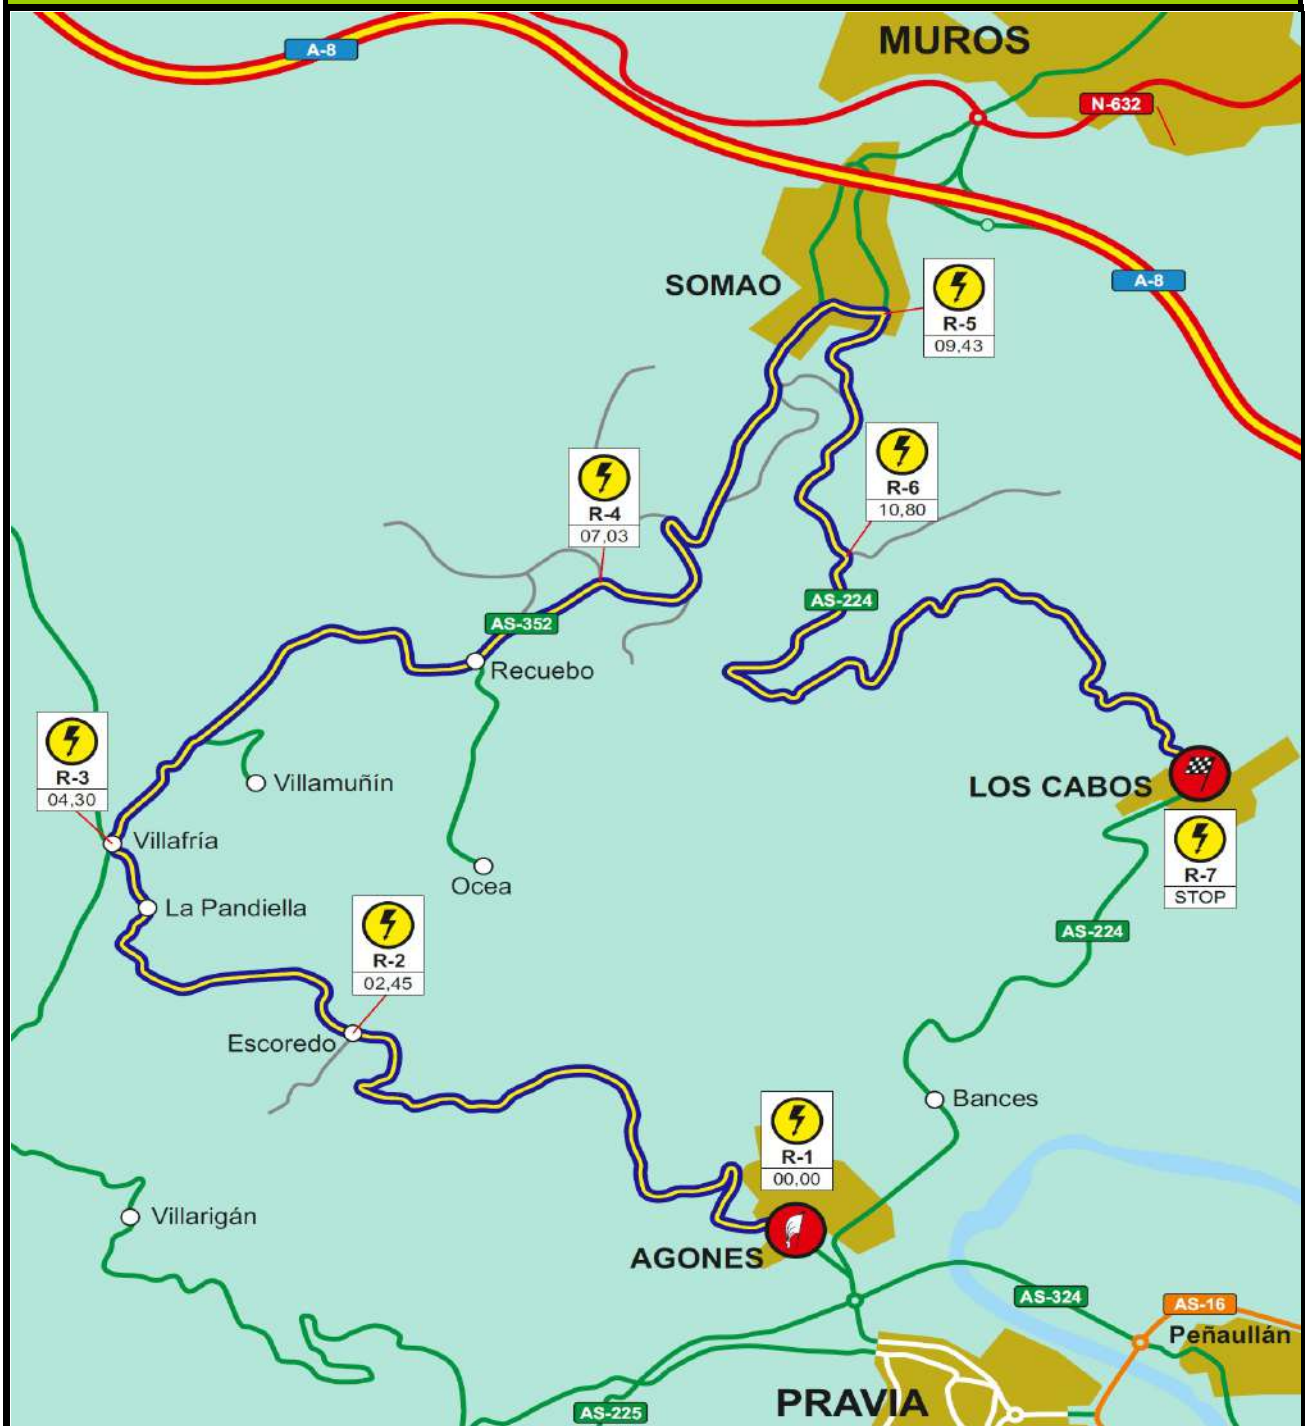 MUROS
A-8
N-632
SOMAO
A-8
R-5
09,43
R-6
10,80
R-4
07,03
AS-224
AS-352
Recuebo
R-3
04,30
Villamuñín
LOS CABOS
Villafría
R-7
STOP
Ocea
La Pandiella
R-2
02,45
AS-224
Escoredo
Bances
R-1
00,00
Villarigán
AGONES
AS-324
AS-16
Peñaullán
PRAVIA
AS-225